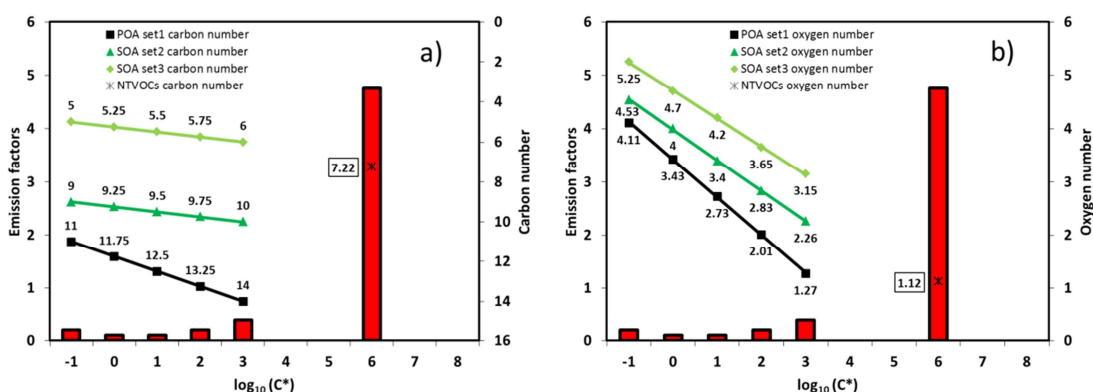 POA set1 carbon number
SOA set2 carbon number
SOA set3 carbon number
NTVOCs carbon number
a)
Emission factors
Carbon number
6
5
4
3
2
1
0
0
2
4
6
8
10
12
14
16
5 5.25 5.5 5.75 6
9 9.25 9.5 9.75 10
11 11.75 12.5 13.25 14
7.22
-1 0 1 2 3 4 5 6 7 8
log10 (C*)
POA set1 oxygen number
SOA set2 oxygen number
SOA set3 oxygen number
NTVOCs oxygen number
b)
Emission factors
Oxygen number
6
5
4
3
2
1
0
6
5
4
3
2
1
0
5.25 4.7 4.2 3.65 3.15
4.53 4 3.4 2.83 2.26
4.11 3.43 2.73 2.01 1.27
1.12
-1 0 1 2 3 4 5 6 7 8
log10 (C*)